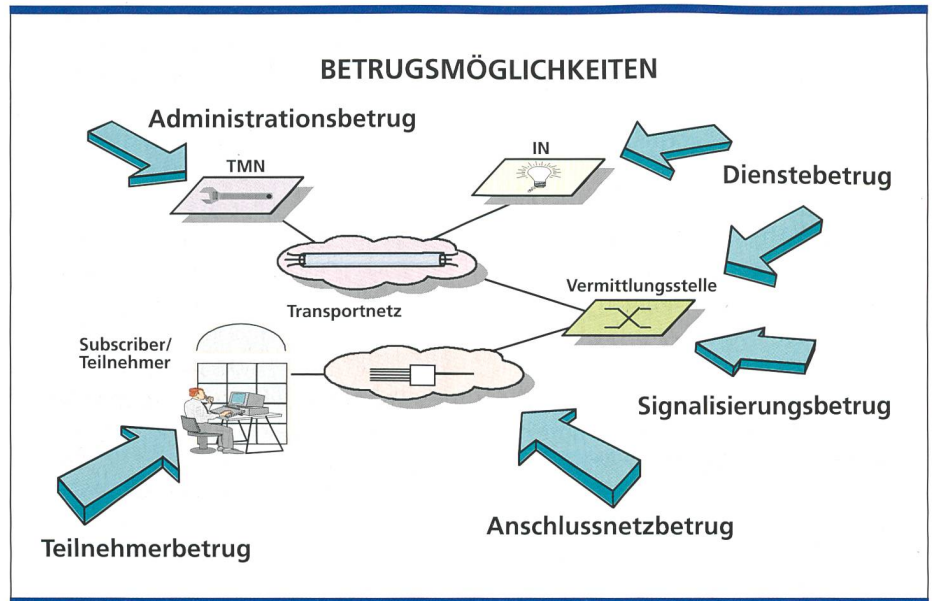 BETRUGSMÖGLICHKEITEN
Administrationsbetrug
TMN
IN
Dienstebetrug
Transportnetz
Vermittlungsstelle
Subscriber/
Teilnehmer
Signalisierungsbetrug
Anschlussnetzbetrug
Teilnehmerbetrug